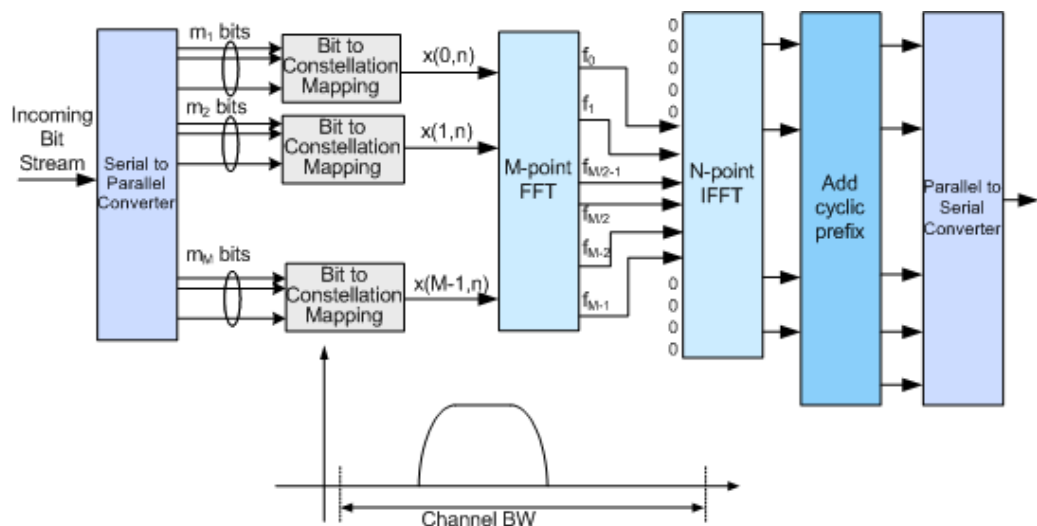 Incoming
Bit
Stream
Serial to
Parallel
Converter
m1 bits
m2 bits
mM bits
Bit to
Constellation
Mapping
Bit to
Constellation
Mapping
Bit to
Constellation
Mapping
x(0,n)
x(1,n)
x(M-1,n)
M-point
FFT
f0
f1
fM/2-1
fM/2
fM-2
fM-1
0
0
0
0
0
0
0
0
0
0
N-point
IFFT
Add
cyclic
prefix
Parallel to
Serial
Converter
Channel BW